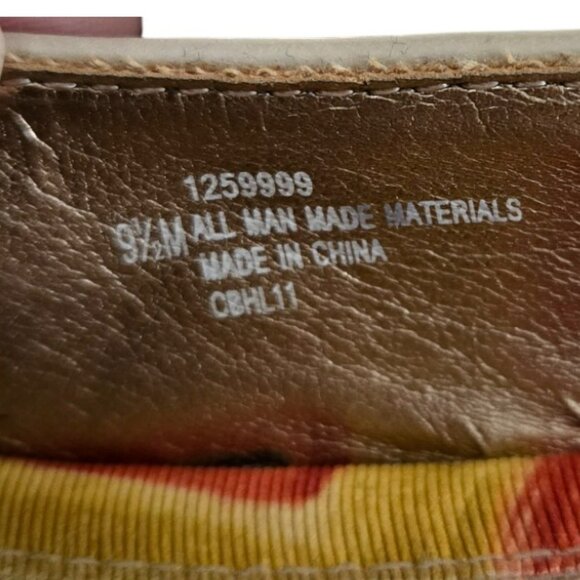 1259999
9½M ALL MAN MADE MATERIALS
MADE IN CHINA
CBHL11